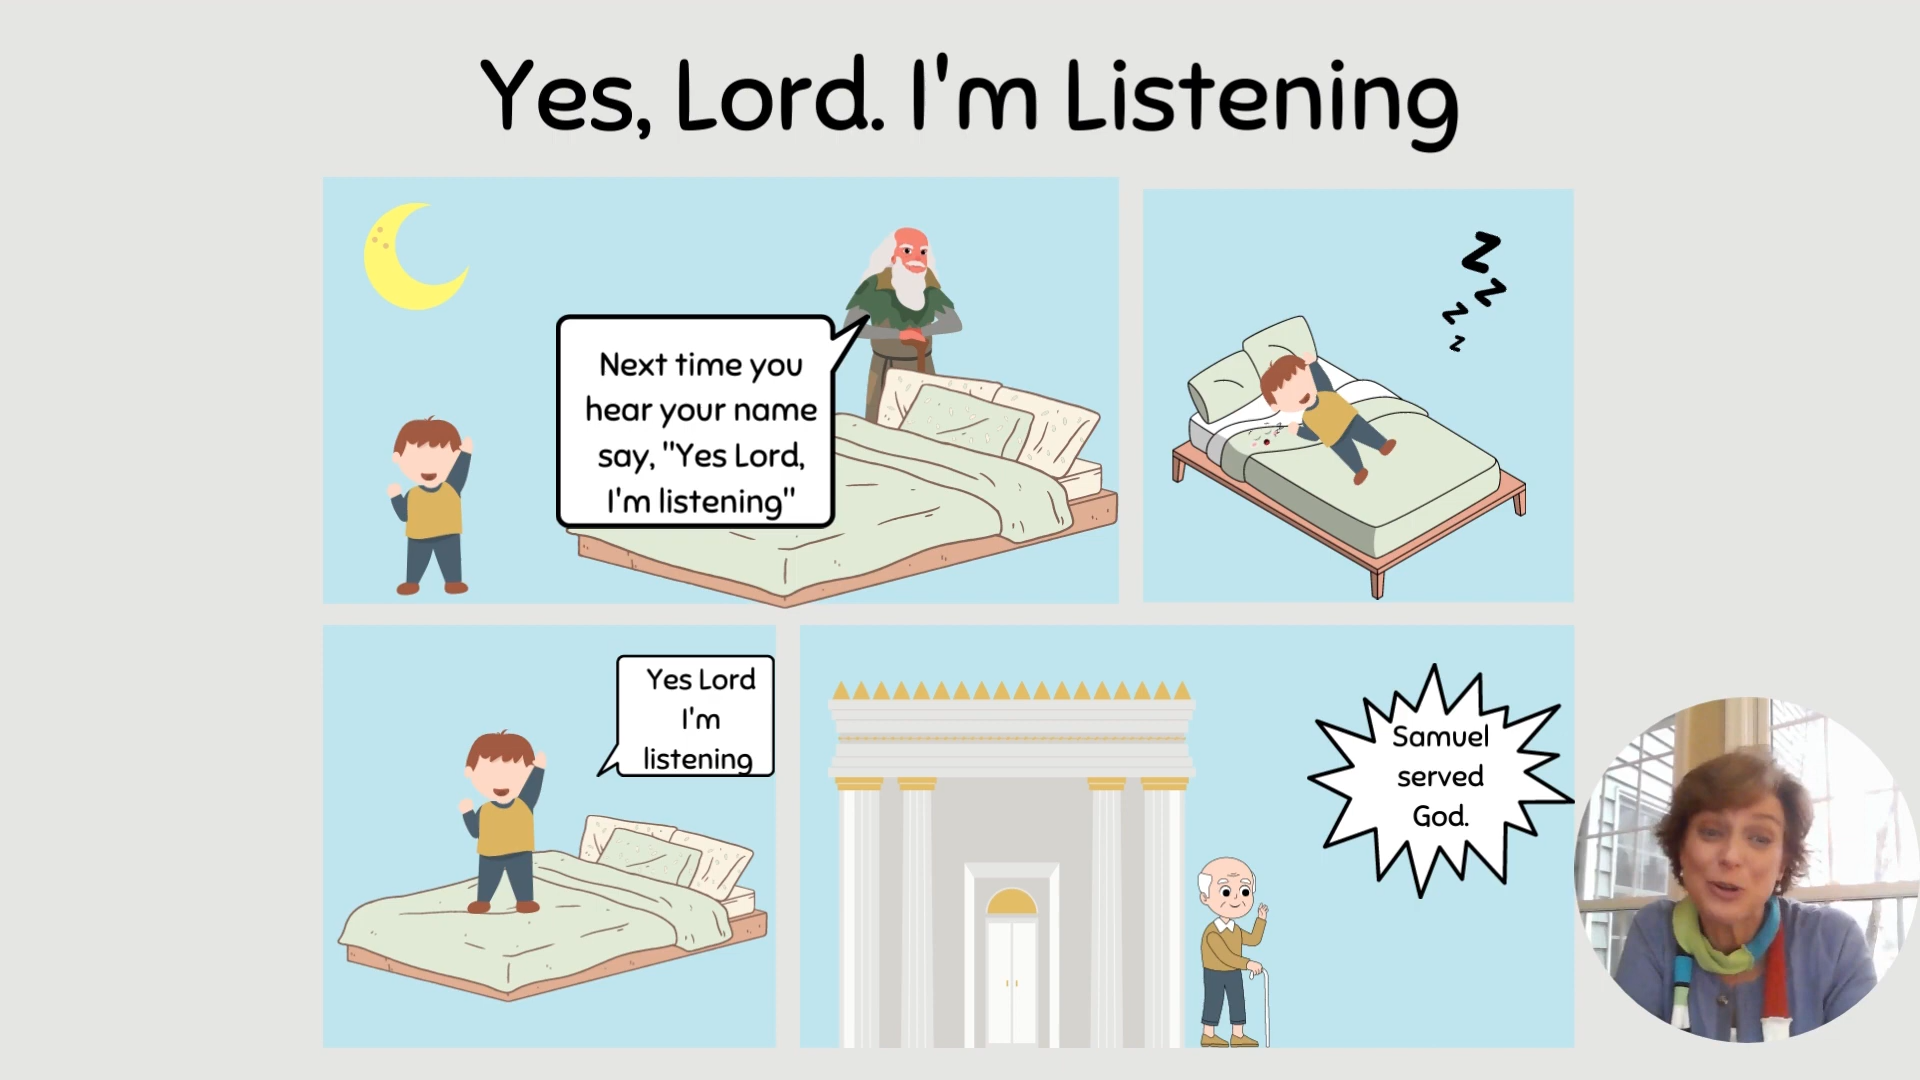 Yes, Lord. I'm Listening
Next time you
hear your name
say, "Yes Lord,
I'm listening"
z
z
z
z
Yes Lord
I'm
listening
Samuel
served
God.